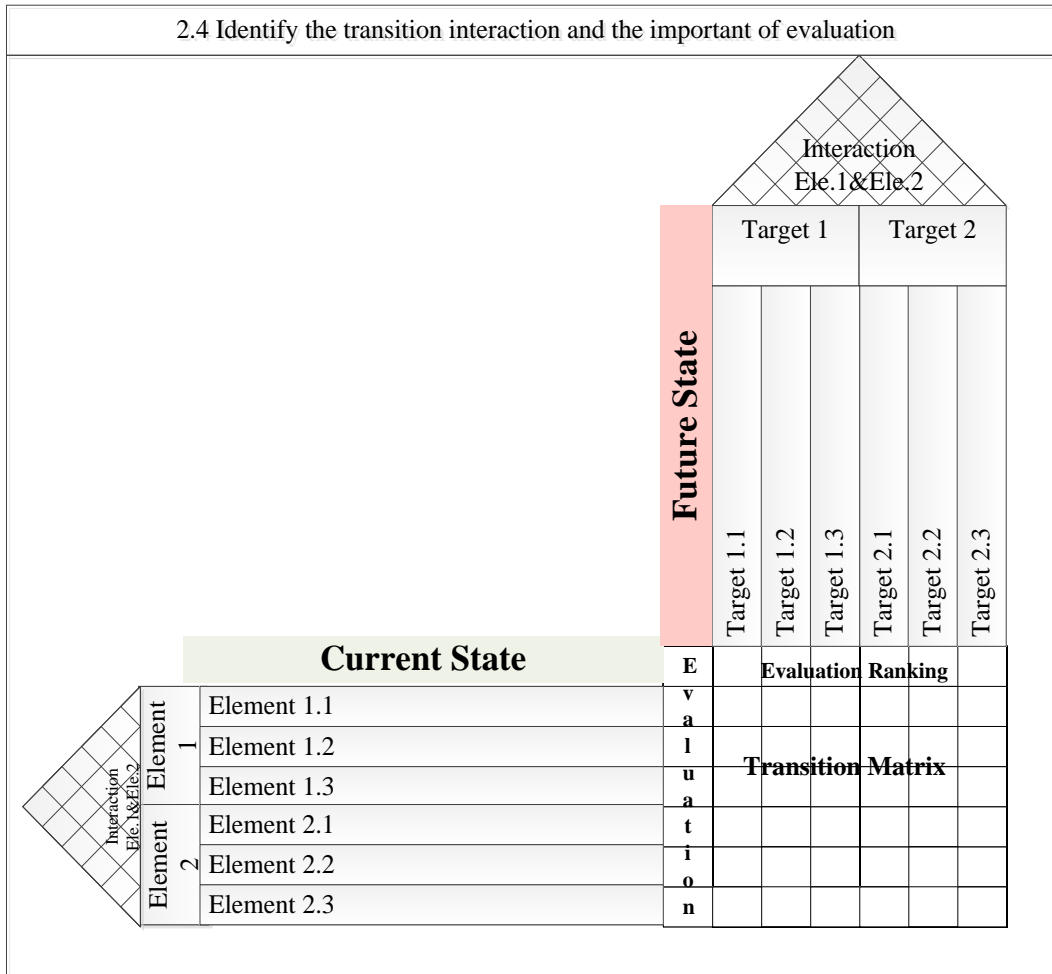 2.4 Identify the transition interaction and the important of evaluation
Interaction
Ele.1&Ele.2
Target 1
Target 2
Future State
Target 1.1
Target 1.2
Target 1.3
Target 2.1
Target 2.2
Target 2.3
Current State
Evaluation
Evaluation Ranking
Transition Matrix
Interaction
Ele.1&Ele.2
Element
1
Element 1.1
Element 1.2
Element 1.3
Element
2
Element 2.1
Element 2.2
Element 2.3